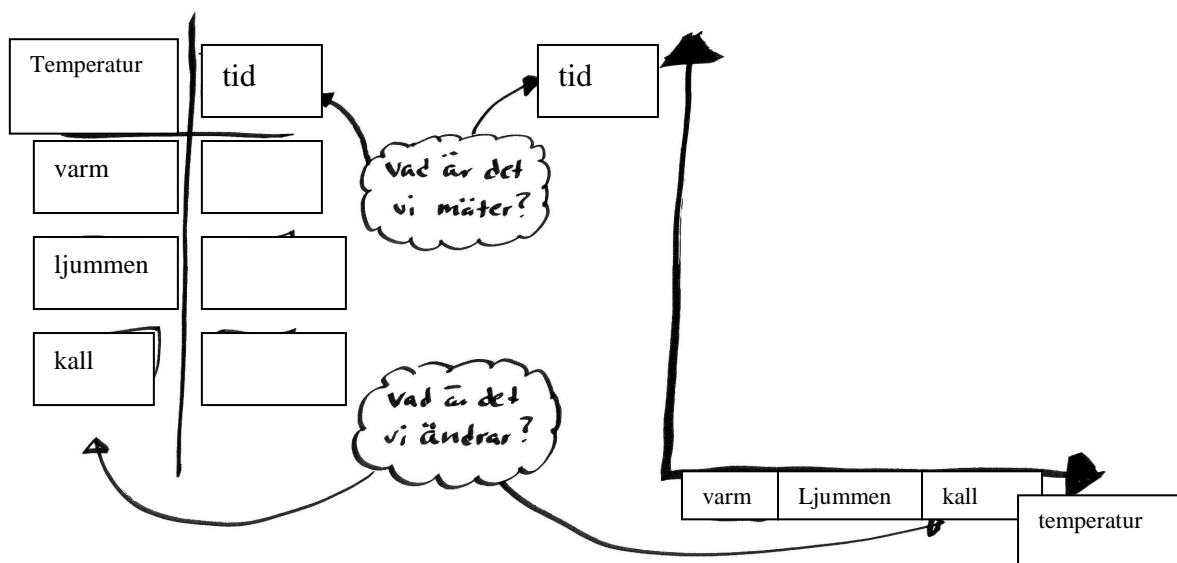 Temperatur
tid
varm
ljummen
kall
vad är det
vi mäter?
vad är det
vi ändrar?
tid
varm
Ljummen
kall
temperatur